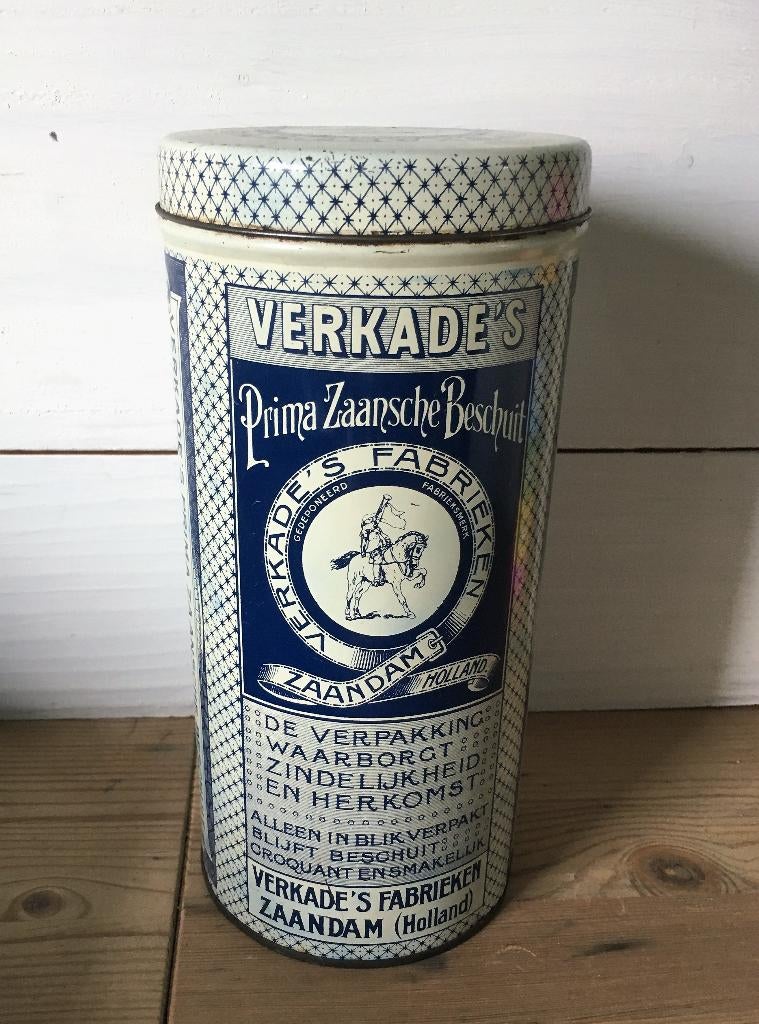 VERKADE'S
Prima Zaansche Beschuit
VERKADE'S FABRIEKEN
GEDEPONEERD FABRIEKSMERK
ZAANDAM HOLLAND.
DE VERPAKKING
WAARBORGT
ZINDELIJKHEID
EN HERKOMST
ALLEEN IN BLIK VERPAKT
BLIJFT BESCHUIT
CROQUANT EN SMAKELIJK
VERKADE'S FABRIEKEN
ZAANDAM (Holland)